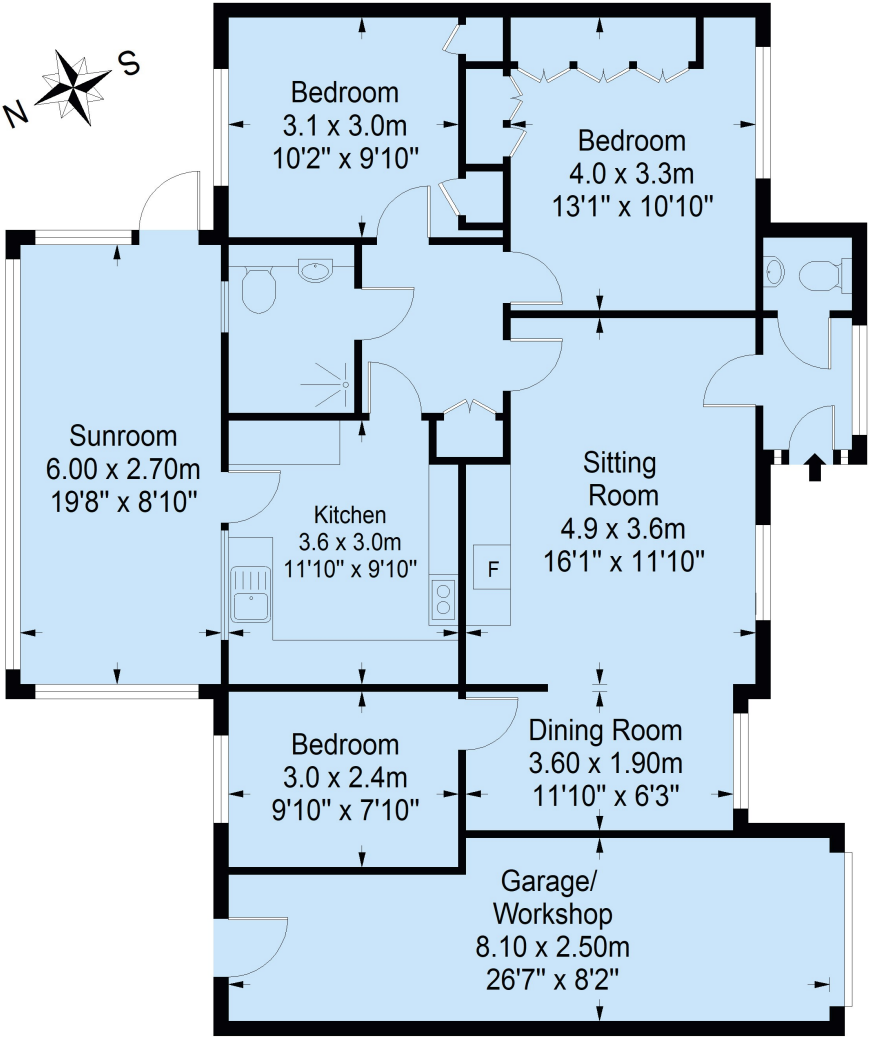 N
S
Bedroom
3.1 x 3.0m
10'2" x 9'10"
Bedroom
4.0 x 3.3m
13'1" x 10'10"
Sunroom
6.00 x 2.70m
19'8" x 8'10"
Kitchen
3.6 x 3.0m
11'10" x 9'10"
Sitting
Room
4.9 x 3.6m
16'1" x 11'10"
F
Bedroom
3.0 x 2.4m
9'10" x 7'10"
Dining Room
3.60 x 1.90m
11'10" x 6'3"
Garage/
Workshop
8.10 x 2.50m
26'7" x 8'2"